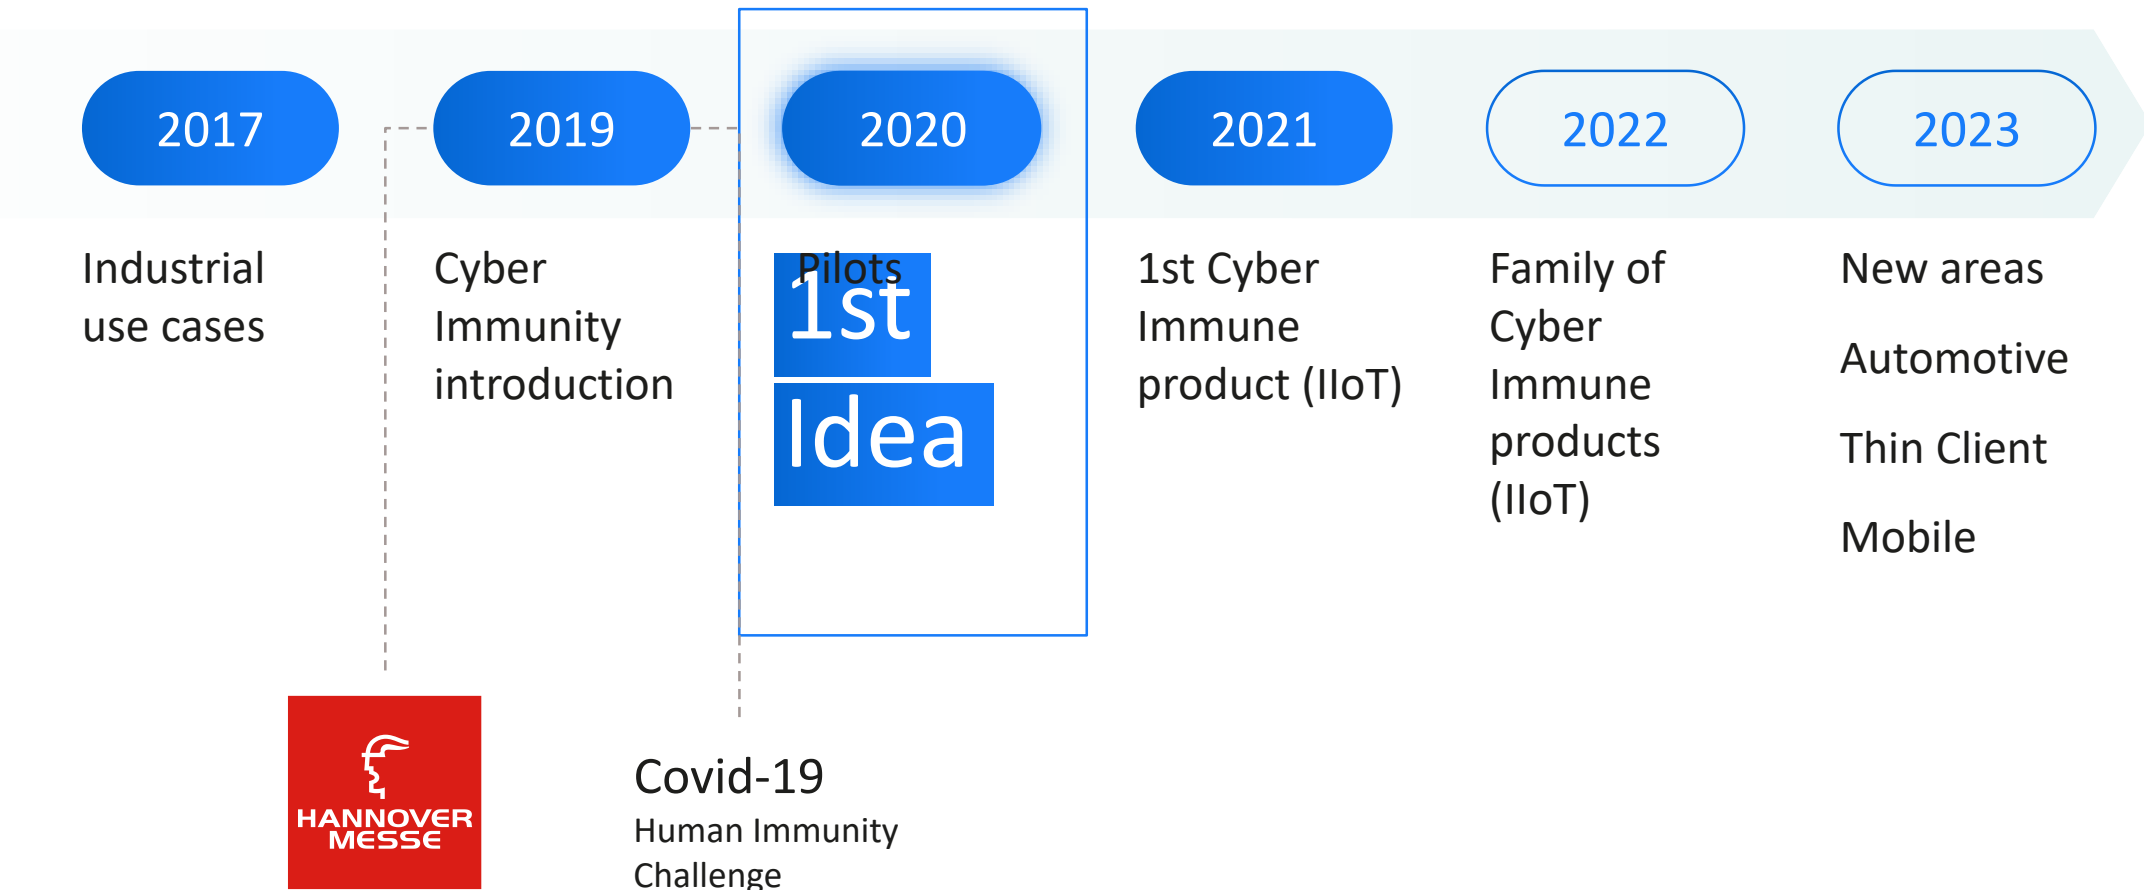 2017
2019
2020
2021
2022
2023
Industrial
use cases
Cyber
Immunity
introduction
Pilots
1st
Idea
1st Cyber
Immune
product (IIoT)
Family of
Cyber
Immune
products
(IIoT)
New areas
Automotive
Thin Client
Mobile
HANNOVER
MESSE
Covid-19
Human Immunity
Challenge